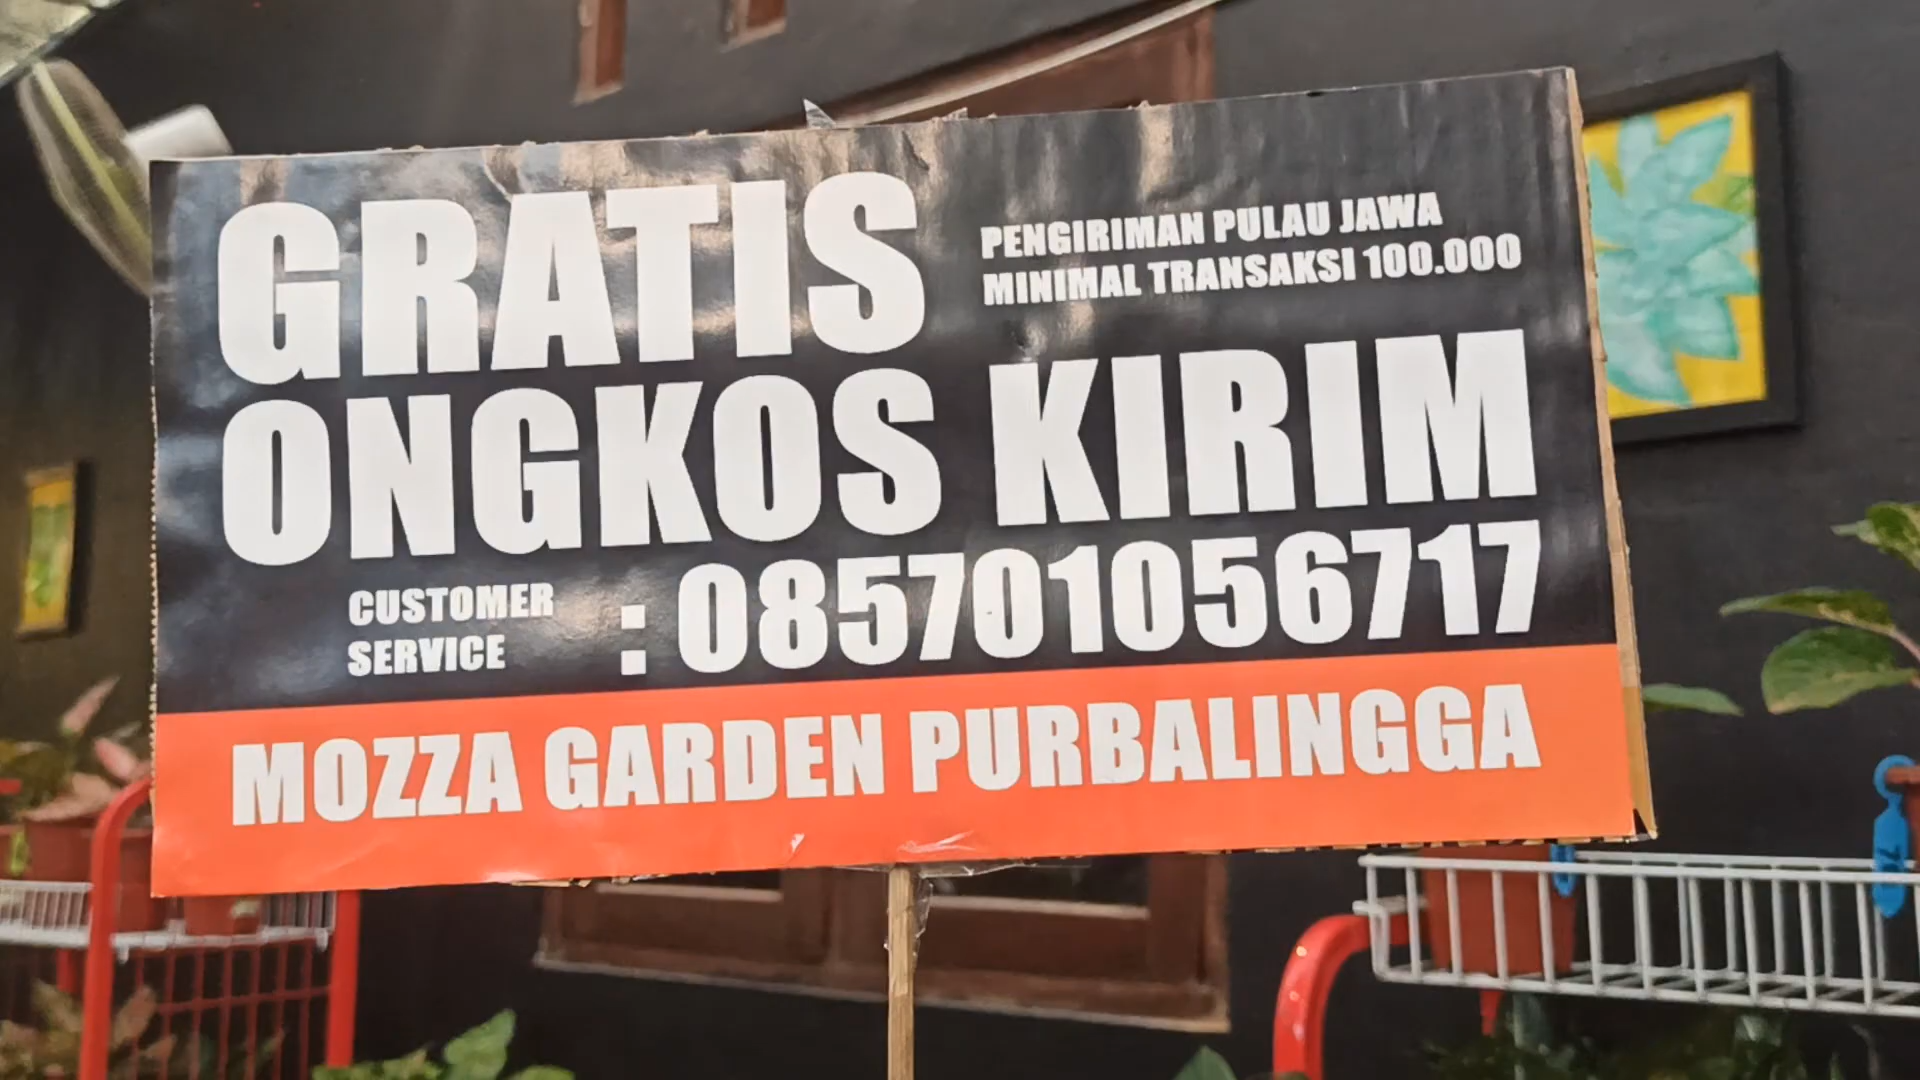 GRATIS
PENGIRIMAN PULAU JAWA
MINIMAL TRANSAKSI 100.000
ONGKOS KIRIM
CUSTOMER
SERVICE
: 085701056717
MOZZA GARDEN PURBALINGGA